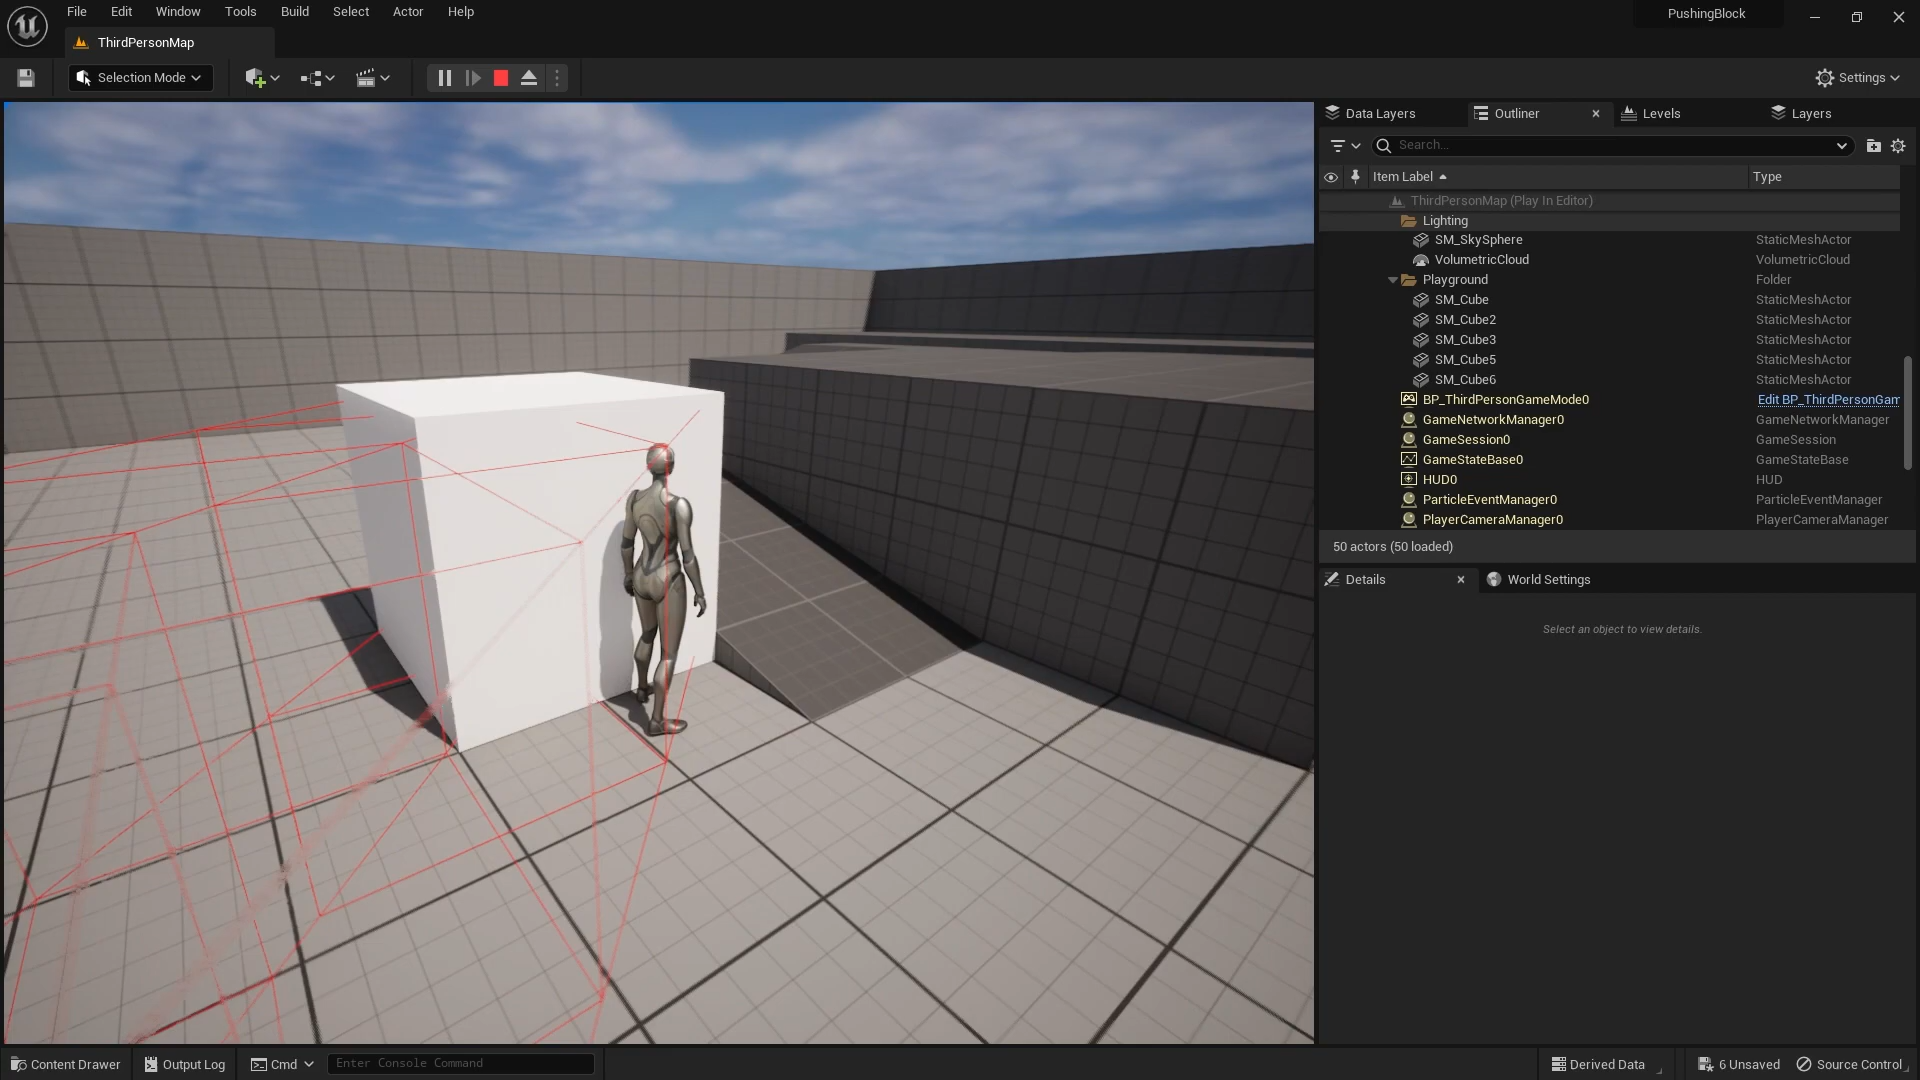 File Edit Window Tools Build Select Actor Help
PushingBlock
ThirdPersonMap
Selection Mode
Settings
Data Layers
Outliner
Levels
Layers
Search...
Item Label
Type
ThirdPersonMap (Play In Editor)
Lighting
SM_SkySphere StaticMeshActor
VolumetricCloud VolumetricCloud
Playground Folder
SM_Cube StaticMeshActor
SM_Cube2 StaticMeshActor
SM_Cube3 StaticMeshActor
SM_Cube5 StaticMeshActor
SM_Cube6 StaticMeshActor
BP_ThirdPersonGameMode0 Edit BP_ThirdPersonGam
GameNetworkManager0 GameNetworkManager
GameSession0 GameSession
GameStateBase0 GameStateBase
HUD0 HUD
ParticleEventManager0 ParticleEventManager
PlayerCameraManager0 PlayerCameraManager
50 actors (50 loaded)
Details
World Settings
Select an object to view details.
Content Drawer
Output Log
Cmd
Enter Console Command
Derived Data
6 Unsaved
Source Control